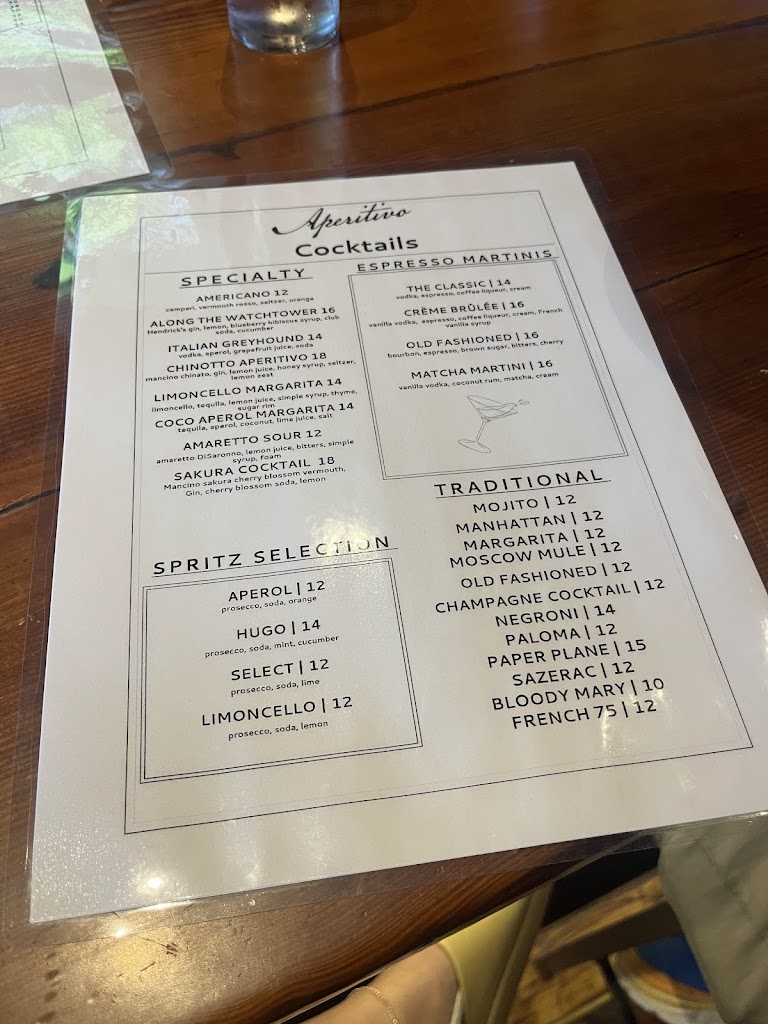 Aperitivo
Cocktails
SPECIALTY
AMERICANO 12
campari, vermouth rosso, seltzer, orange
ALONG THE WATCHTOWER 16
Hendrick's gin, lemon, blueberry hibiscus syrup, club
soda, cucumber
ITALIAN GREYHOUND 14
vodka, aperol, grapefruit juice, soda
CHINOTTO APERITIVO 18
mancino chinato, gin, lemon juice, honey syrup, seltzer,
lemon zest
LIMONCELLO MARGARITA 14
limoncello, tequila, lemon juice, simple syrup, thyme,
sugar rim
COCO APEROL MARGARITA 14
tequila, aperol, coconut, lime juice, salt
AMARETTO SOUR 12
amaretto DiSaronno, lemon juice, bitters, simple
syrup, foam
SAKURA COCKTAIL 18
Mancino sakura cherry blossom vermouth,
Gin, cherry blossom soda, lemon
SPRITZ SELECTION
APEROL | 12
prosecco, soda, orange
HUGO | 14
prosecco, soda, mint, cucumber
SELECT | 12
prosecco, soda, lime
LIMONCELLO | 12
prosecco, soda, lemon
ESPRESSO MARTINIS
THE CLASSIC | 14
vodka, espresso, coffee liqueur, cream
CRÈME BRÛLÉE | 16
vanilla vodka, espresso, coffee liqueur, cream, French
vanilla syrup
OLD FASHIONED | 16
bourbon, espresso, brown sugar, bitters, cherry
MATCHA MARTINI | 16
vanilla vodka, coconut rum, matcha, cream
TRADITIONAL
MOJITO | 12
MANHATTAN | 12
MARGARITA | 12
MOSCOW MULE | 12
OLD FASHIONED | 12
CHAMPAGNE COCKTAIL | 12
NEGRONI | 14
PALOMA | 12
PAPER PLANE | 15
SAZERAC | 12
BLOODY MARY | 10
FRENCH 75 | 12